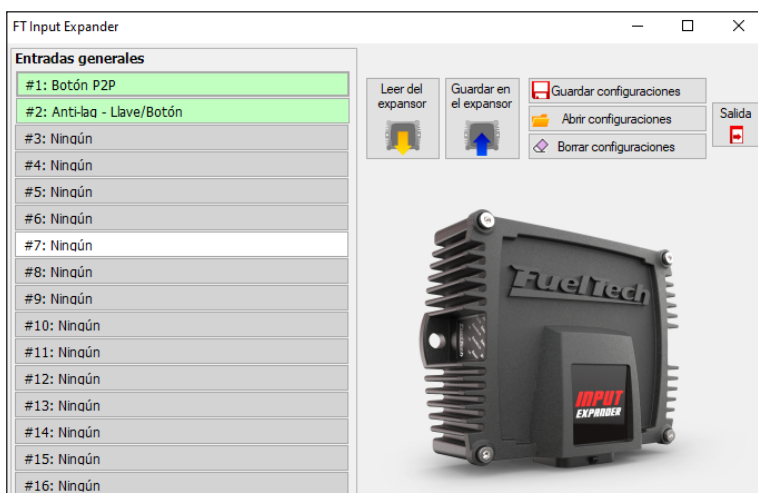 FT Input Expander
Entradas generales
#1: Botón P2P
#2: Anti-lag - Llave/Botón
#3: Ningún
#4: Ningún
#5: Ningún
#6: Ningún
#7: Ningún
#8: Ningún
#9: Ningún
#10: Ningún
#11: Ningún
#12: Ningún
#13: Ningún
#14: Ningún
#15: Ningún
#16: Ningún
Leer del
expansor
Guardar en
el expansor
Guardar configuraciones
Abrir configuraciones
Borrar configuraciones
Salida
FuelTech
INPUT
EXPANDER